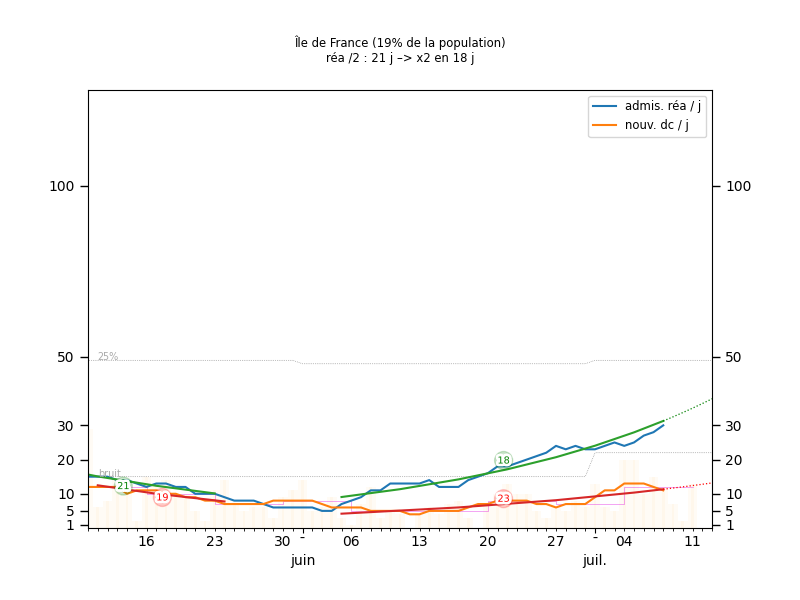 Île de France (19% de la population)
réa /2 : 21 j –> x2 en 18 j
admis. réa / j
nouv. dc / j
100 100
50 50
25%
30 30
20 20
18
bruit
21
19
23
10 10
5 5
1 1
16 23 30 - 06 13 20 27 - 04 11
juin juil.